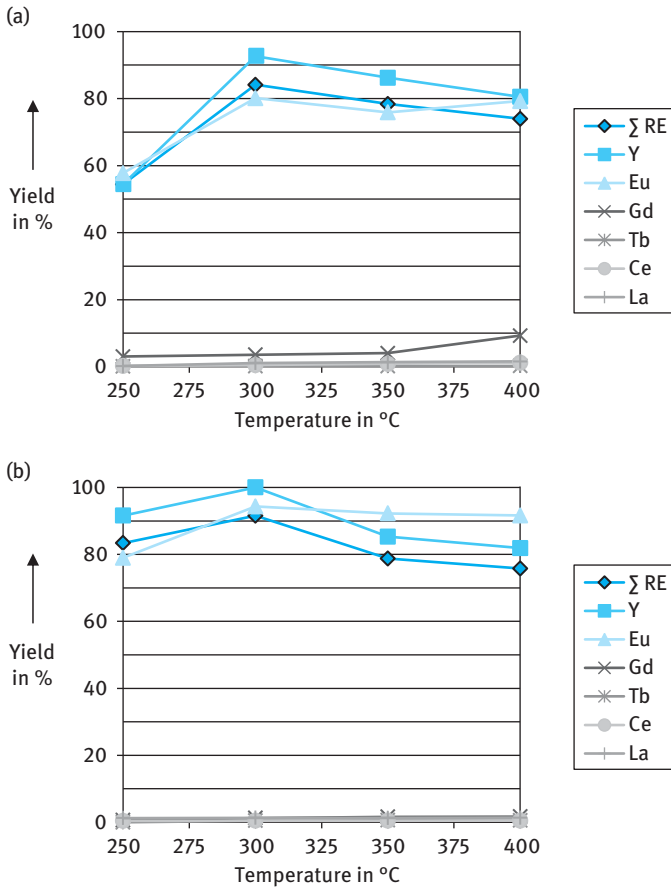 (a)
100
80
60
40
20
0
Yield
in %
250 275 300 325 350 375 400
Temperature in °C
∑ RE
Y
Eu
Gd
Tb
Ce
La
(b)
100
80
60
40
20
0
Yield
in %
250 275 300 325 350 375 400
Temperature in °C
∑ RE
Y
Eu
Gd
Tb
Ce
La